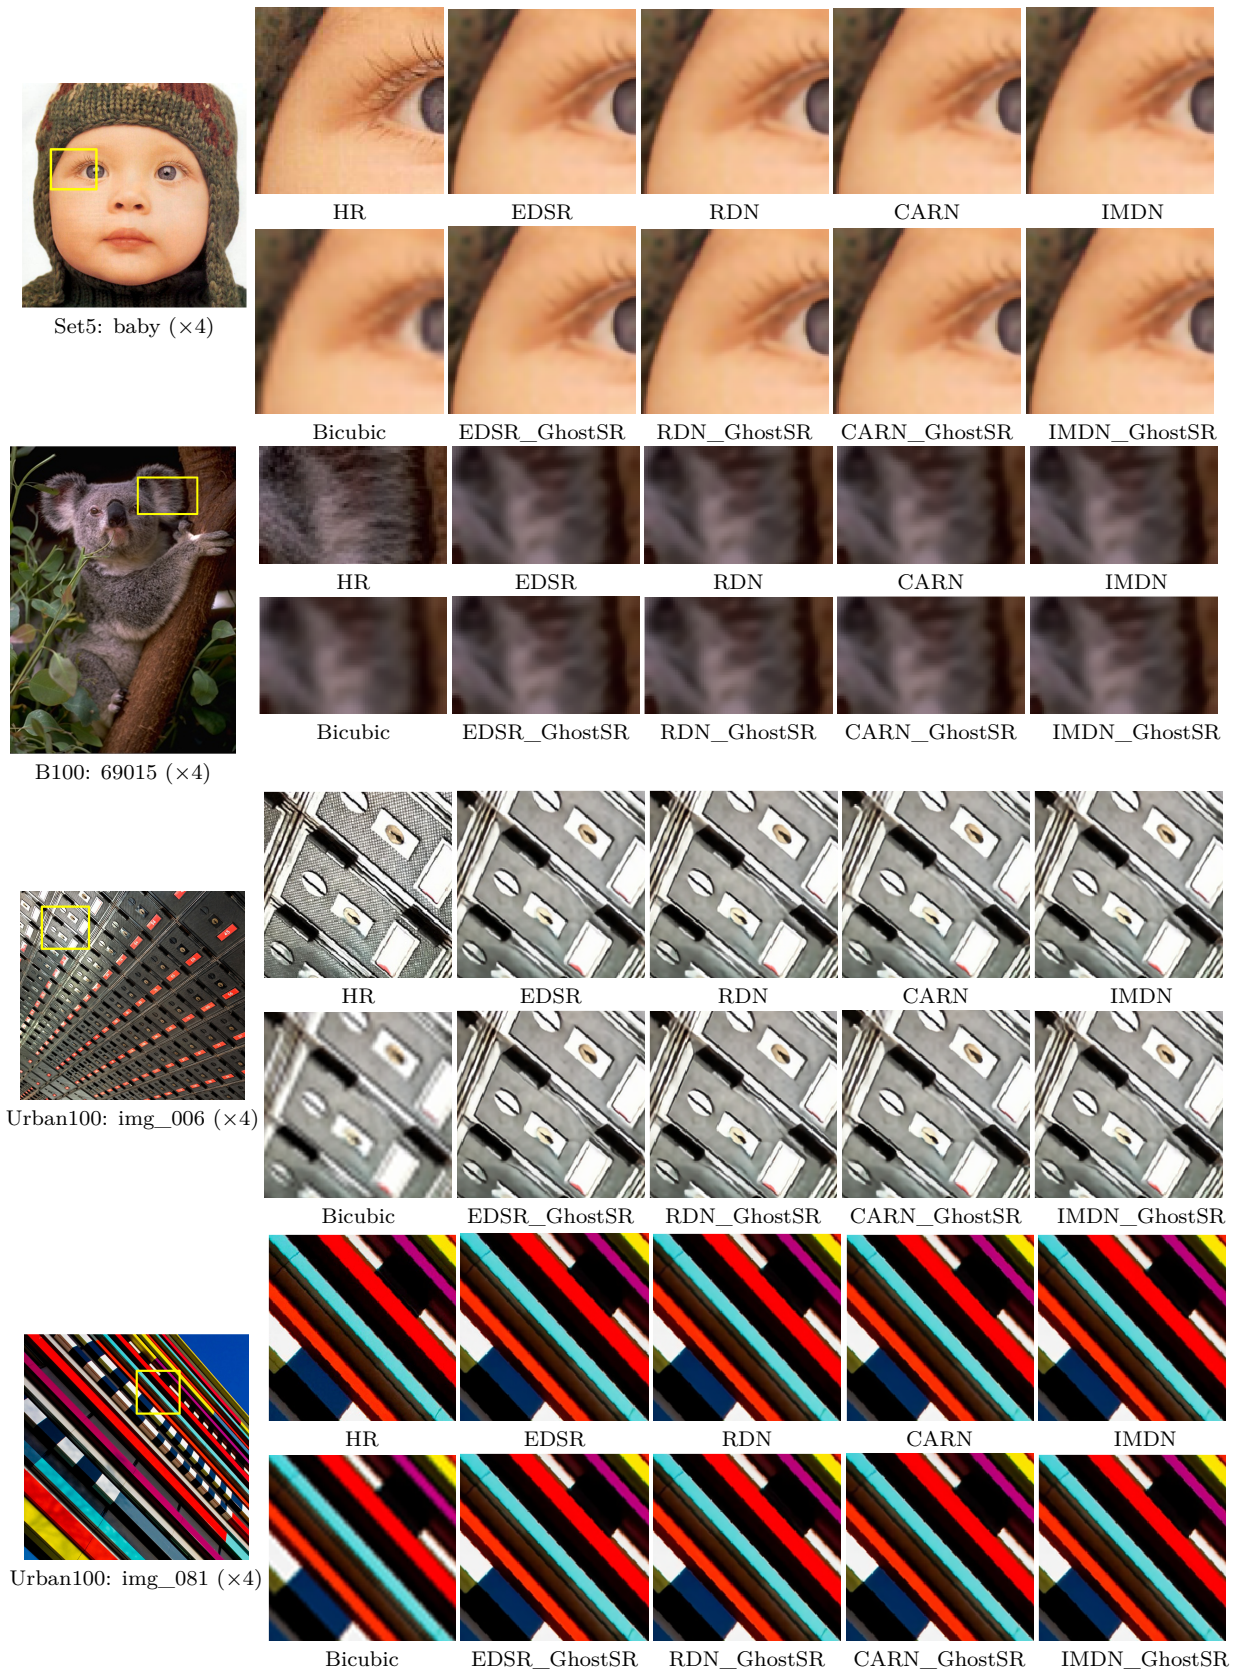 HR EDSR RDN CARN IMDN
Set5: baby (×4)
Bicubic EDSR_GhostSR RDN_GhostSR CARN_GhostSR IMDN_GhostSR
HR EDSR RDN CARN IMDN
Bicubic EDSR_GhostSR RDN_GhostSR CARN_GhostSR IMDN_GhostSR
B100: 69015 (×4)
HR EDSR RDN CARN IMDN
Urban100: img_006 (×4)
Bicubic EDSR_GhostSR RDN_GhostSR CARN_GhostSR IMDN_GhostSR
HR EDSR RDN CARN IMDN
Urban100: img_081 (×4)
Bicubic EDSR_GhostSR RDN_GhostSR CARN_GhostSR IMDN_GhostSR